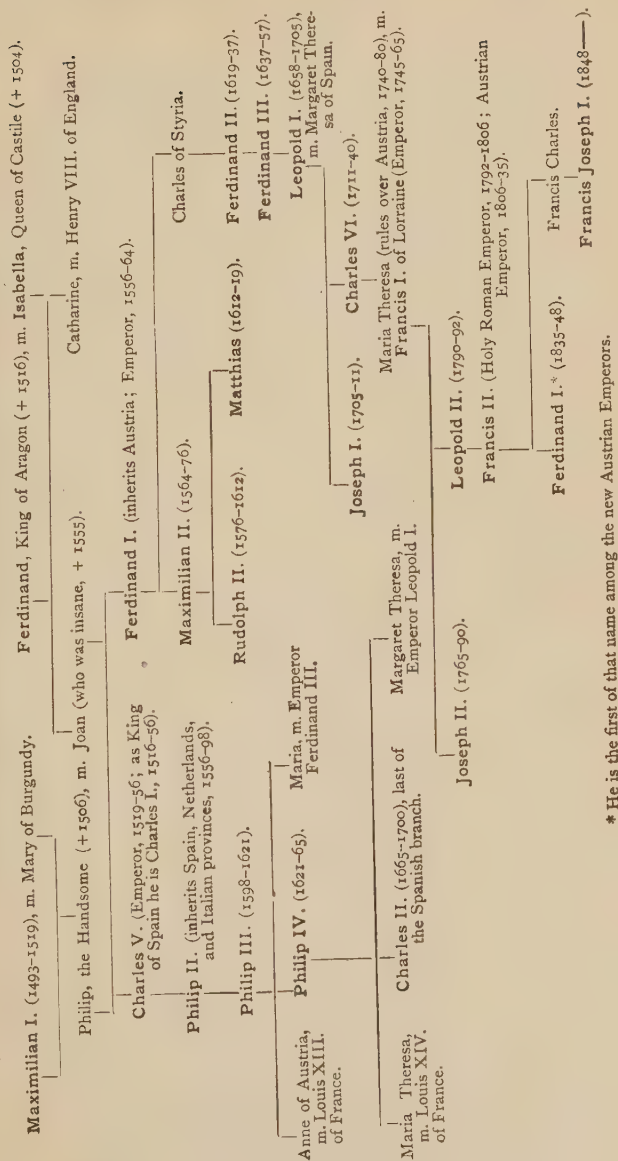 Maximilian I. (1493-1519), m. Mary of Burgundy.
Ferdinand, King of Aragon (+ 1516), m. Isabella, Queen of Castile (+ 1504).
Philip, the Handsome (+ 1506), m. Joan (who was insane, + 1555).
Catharine, m. Henry VIII. of England.
Charles V. (Emperor, 1519-56; as King
of Spain he is Charles I., 1516-56).
Ferdinand I. (inherits Austria; Emperor, 1556-64).
Philip II. (inherits Spain, Netherlands,
and Italian provinces, 1556-98).
Maximilian II. (1564-76)
Charles of Styria.
Philip III. (1598-1621).
Rudolph II. (1576-1612).
Matthias (1612-19)
Ferdinand II. (1619-37)
Ferdinand III. (1637-57).
Anne of Austria,
m. Louis XIII.
of France.
Philip IV. (1621-65).
Maria, m. Emperor
Ferdinand III.
Leopold I. (1658-1705),
m. Margaret There-
sa of Spain.
Maria Theresa,
m. Louis XIV.
of France.
Charles II. (1665-1700), last of
the Spanish branch.
Margaret Theresa, m.
Emperor Leopold I.
Joseph I. (1705-11).
Charles VI. (1711-40).
Maria Theresa (rules over Austria, 1740-80), m.
Francis I. of Lorraine (Emperor, 1745-65).
Joseph II. (1765-90).
Leopold II. (1790-92)
Francis II. (Holy Roman Emperor, 1792-1806; Austrian
Emperor, 1806-35).
Ferdinand I.* (1835-48).
Francis Charles.
Francis Joseph I. (1848——).
* He is the first of that name among the new Austrian Emperors.